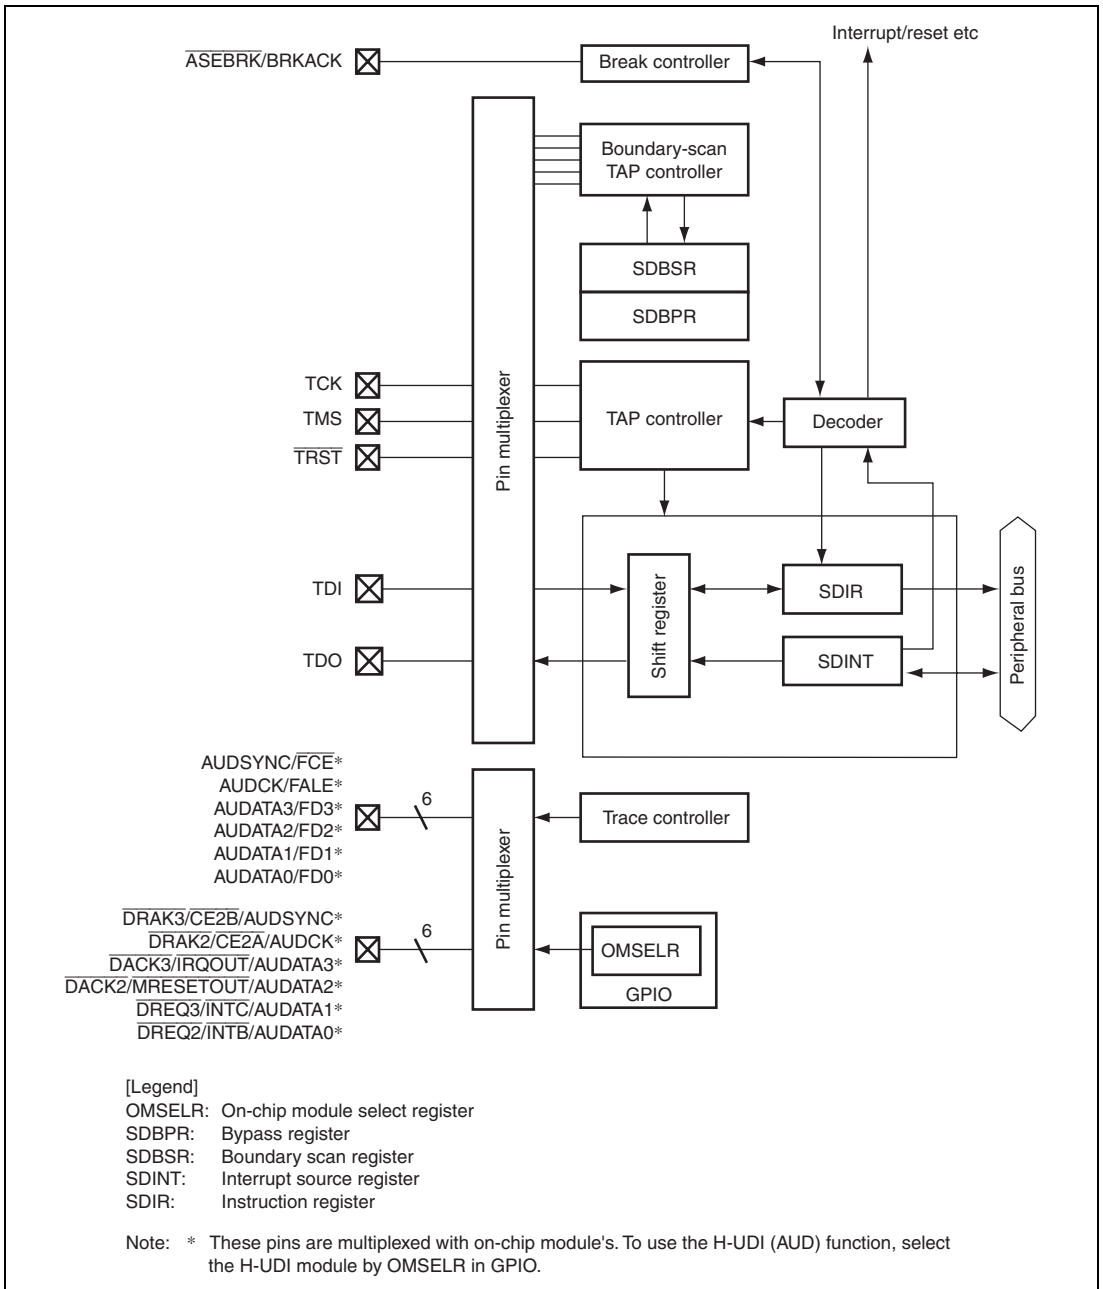 Interrupt/reset etc
ASEBRK/BRKACK
Break controller
Boundary-scan
TAP controller
SDBSR
SDBPR
Pin multiplexer
TCK
TMS
TRST
TAP controller
Decoder
TDI
TDO
Shift register
SDIR
SDINT
Peripheral bus
AUDSYNC/FCE*
AUDCK/FALE*
AUDATA3/FD3*
AUDATA2/FD2*
AUDATA1/FD1*
AUDATA0/FD0*
6
Pin multiplexer
Trace controller
DRAK3/CE2B/AUDSYNC*
DRAK2/CE2A/AUDCK*
DACK3/IRQOUT/AUDATA3*
DACK2/MRESETOUT/AUDATA2*
DREQ3/INTC/AUDATA1*
DREQ2/INTB/AUDATA0*
6
OMSELR
GPIO
[Legend]
OMSELR: On-chip module select register
SDBPR: Bypass register
SDBSR: Boundary scan register
SDINT: Interrupt source register
SDIR: Instruction register
Note: * These pins are multiplexed with on-chip module's. To use the H-UDI (AUD) function, select
the H-UDI module by OMSELR in GPIO.